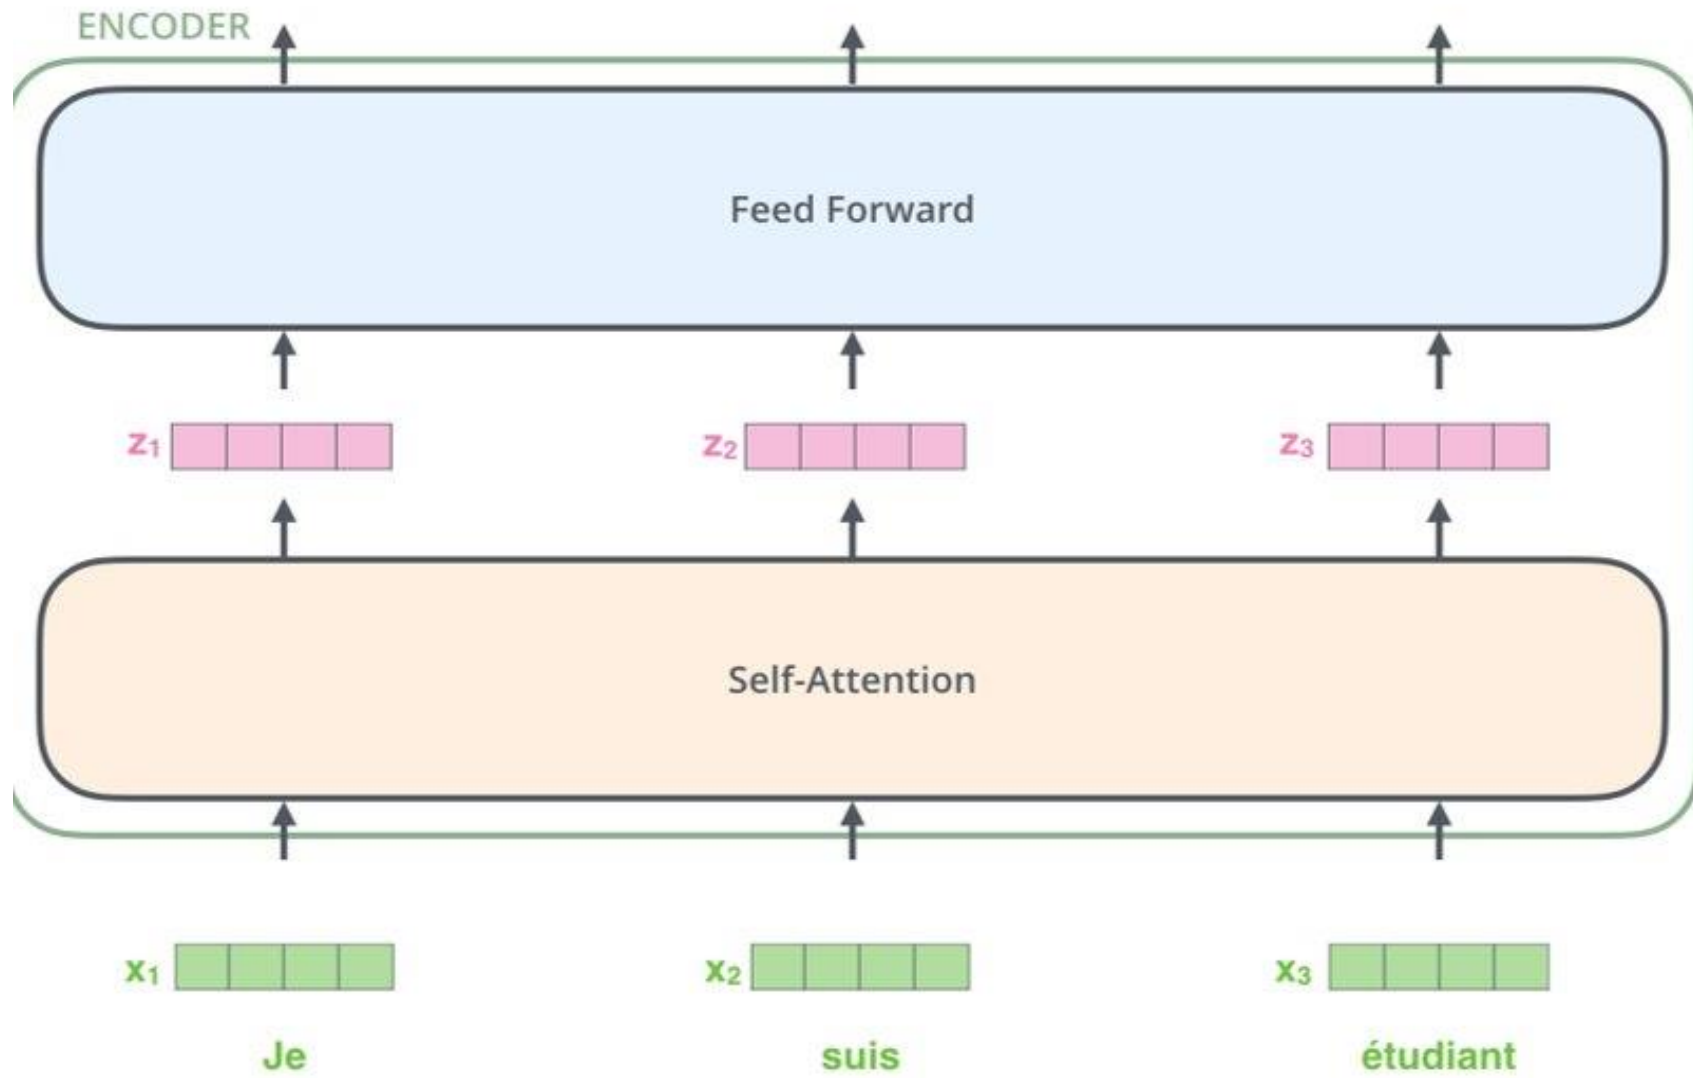 ENCODER
Feed Forward
z₁ z₂ z₃
Self-Attention
x₁ x₂ x₃
Je suis étudiant